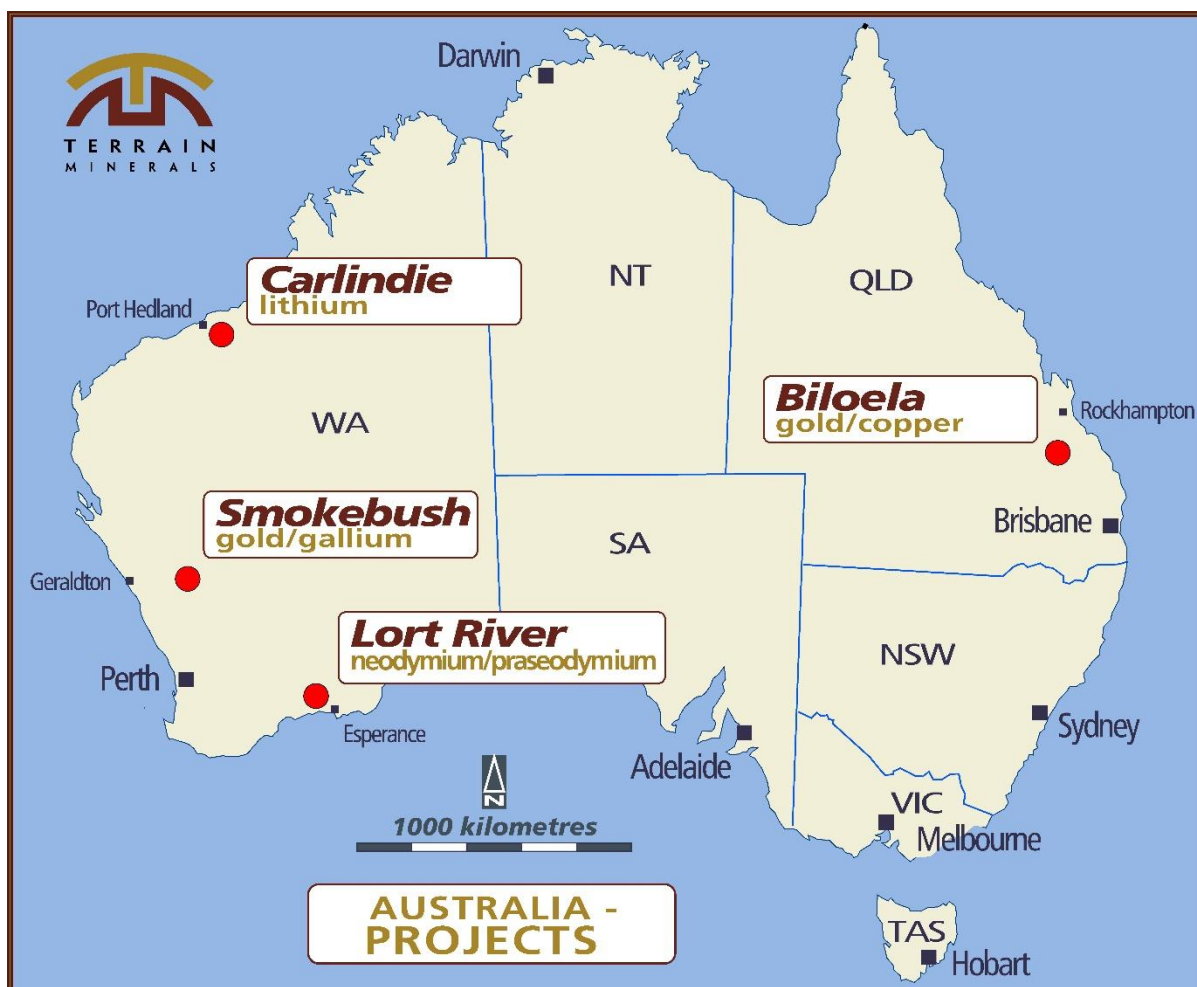 TERRAIN
MINERALS
Darwin
Carlindie
lithium
Port Hedland
NT
QLD
WA
Biloela
gold/copper
Rockhampton
Smokebush
gold/gallium
SA
Brisbane
Geraldton
Lort River
neodymium/praseodymium
NSW
Perth
Esperance
Sydney
Adelaide
N
1000 kilometres
VIC
Melbourne
AUSTRALIA -
PROJECTS
TAS
Hobart